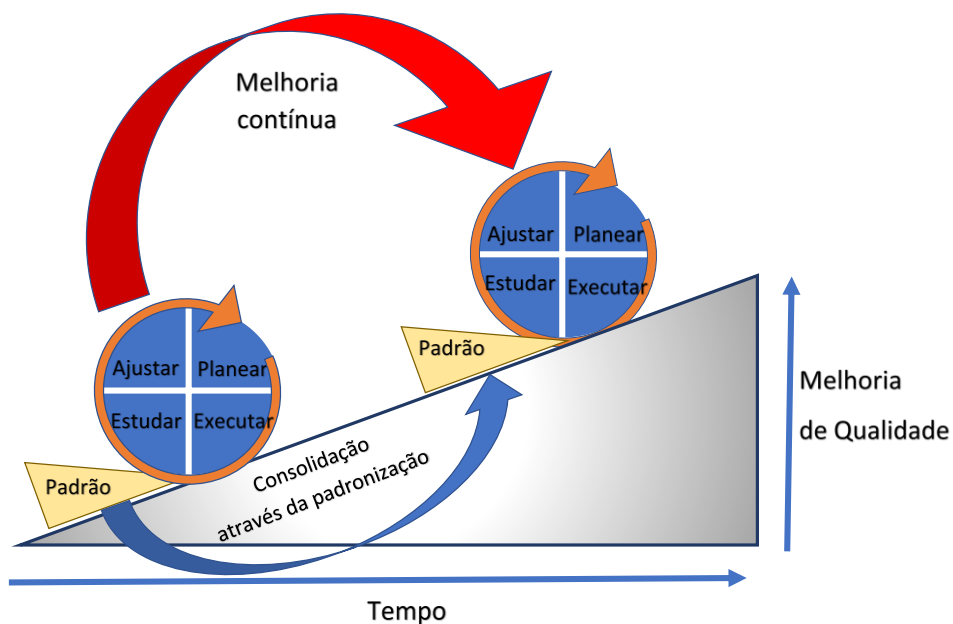 Melhoria
contínua
Ajustar
Planear
Estudar
Executar
Padrão
Ajustar
Planear
Estudar
Executar
Padrão
Consolidação
através da padronização
Melhoria
de Qualidade
Tempo